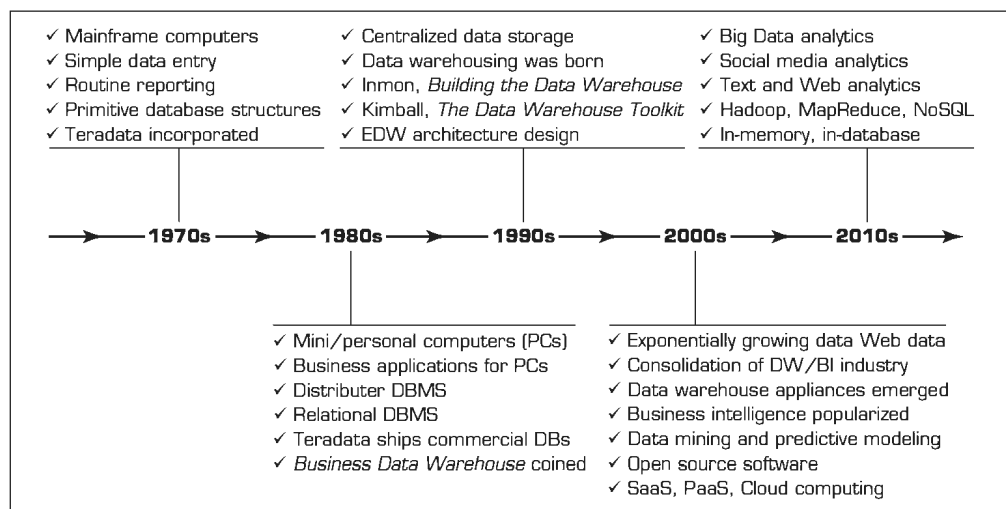 ✓ Mainframe computers
✓ Simple data entry
✓ Routine reporting
✓ Primitive database structures
✓ Teradata incorporated
✓ Centralized data storage
✓ Data warehousing was born
✓ Inmon, Building the Data Warehouse
✓ Kimball, The Data Warehouse Toolkit
✓ EDW architecture design
✓ Big Data analytics
✓ Social media analytics
✓ Text and Web analytics
✓ Hadoop, MapReduce, NoSQL
✓ In-memory, in-database
1970s
1980s
1990s
2000s
2010s
✓ Mini/personal computers (PCs)
✓ Business applications for PCs
✓ Distributer DBMS
✓ Relational DBMS
✓ Teradata ships commercial DBs
✓ Business Data Warehouse coined
✓ Exponentially growing data Web data
✓ Consolidation of DW/BI industry
✓ Data warehouse appliances emerged
✓ Business intelligence popularized
✓ Data mining and predictive modeling
✓ Open source software
✓ SaaS, PaaS, Cloud computing